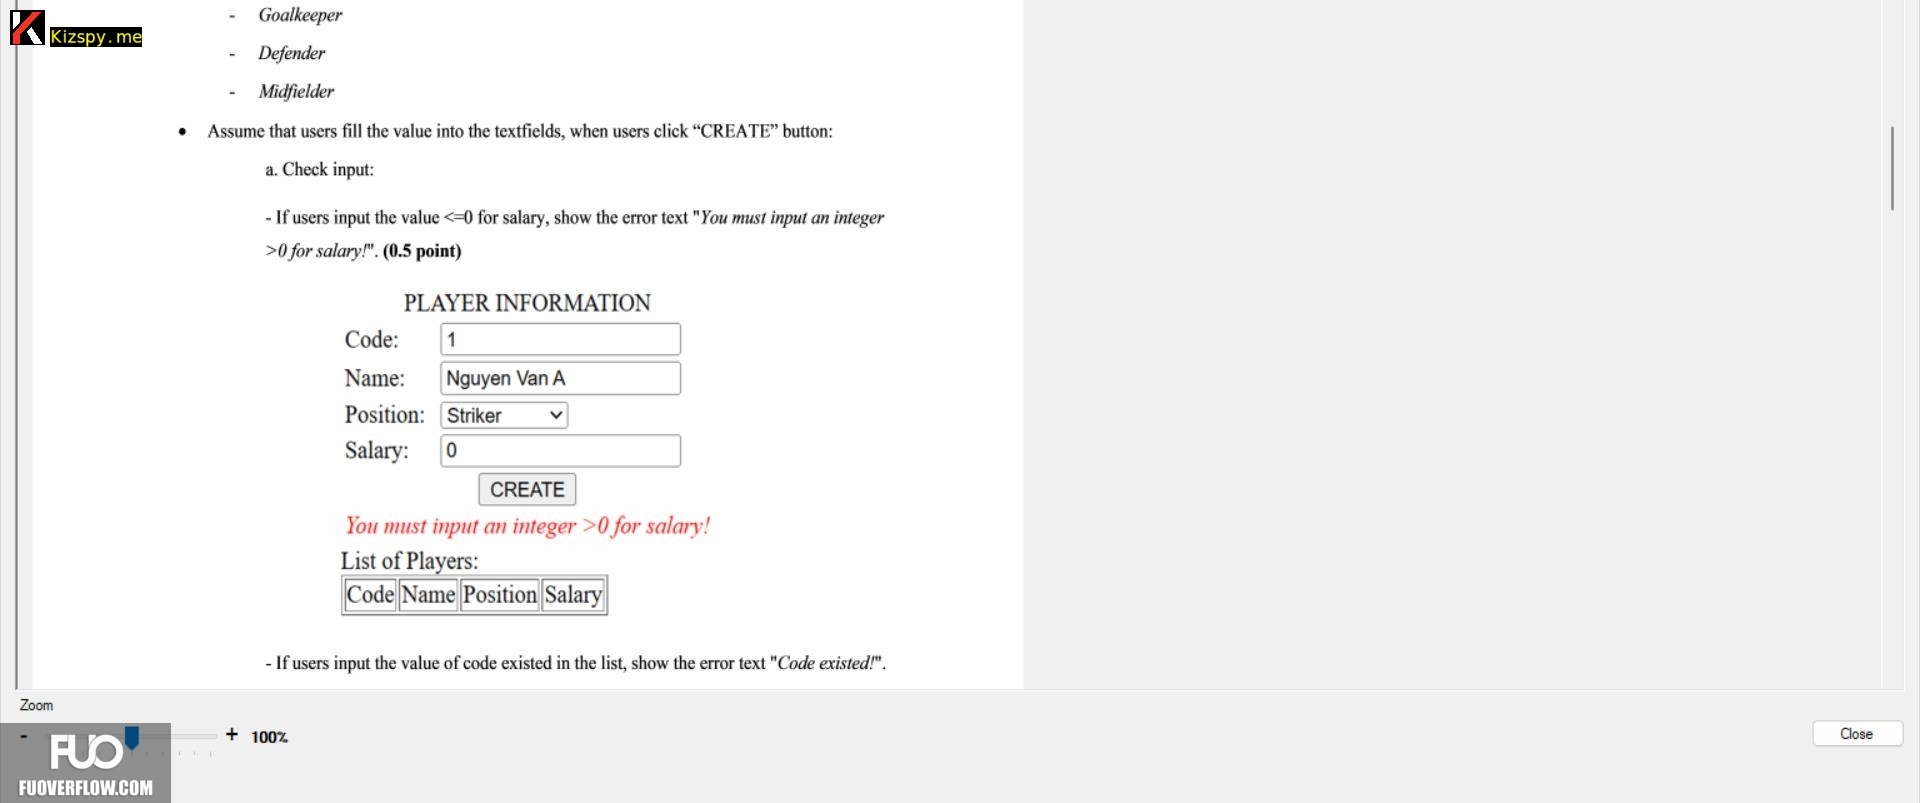 Kizspy.me
- Goalkeeper
- Defender
- Midfielder
• Assume that users fill the value into the textfields, when users click “CREATE” button:
a. Check input:
- If users input the value <=0 for salary, show the error text "You must input an integer
>0 for salary!". (0.5 point)
PLAYER INFORMATION
Code: 1
Name: Nguyen Van A
Position: Striker
Salary: 0
CREATE
You must input an integer >0 for salary!
List of Players:
Code Name Position Salary
- If users input the value of code existed in the list, show the error text "Code existed!".
Zoom
- + 100%
Close
FUO
FUOVERFLOW.COM